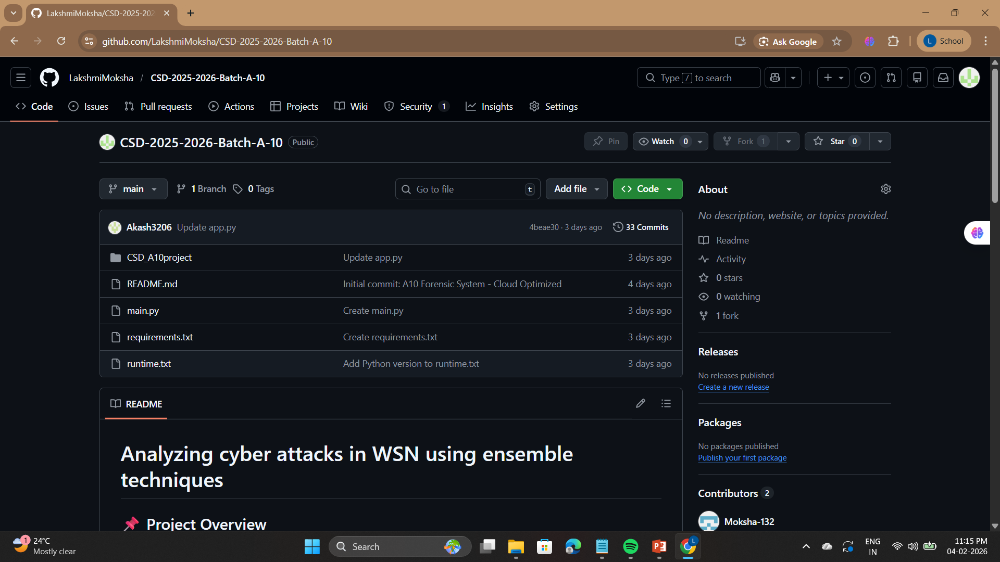 LakshmiMoksha/CSD-2025-202
github.com/LakshmiMoksha/CSD-2025-2026-Batch-A-10
Ask Google
L School
LakshmiMoksha / CSD-2025-2026-Batch-A-10
Type / to search
Code Issues Pull requests Actions Projects Wiki Security 1 Insights Settings
CSD-2025-2026-Batch-A-10 Public
Pin Watch 0 Fork 1 Star 0
main 1 Branch 0 Tags
Go to file t Add file Code
Akash3206 Update app.py 4beae30 · 3 days ago 33 Commits
CSD_A10project Update app.py 3 days ago
README.md Initial commit: A10 Forensic System - Cloud Optimized 4 days ago
main.py Create main.py 3 days ago
requirements.txt Create requirements.txt 3 days ago
runtime.txt Add Python version to runtime.txt 3 days ago
README
Analyzing cyber attacks in WSN using ensemble
techniques
Project Overview
About
No description, website, or topics provided.
Readme
Activity
0 stars
0 watching
1 fork
Releases
No releases published
Create a new release
Packages
No packages published
Publish your first package
Contributors 2
Moksha-132
1
24°C
Mostly clear
Search
L
ENG
IN
11:15 PM
04-02-2026